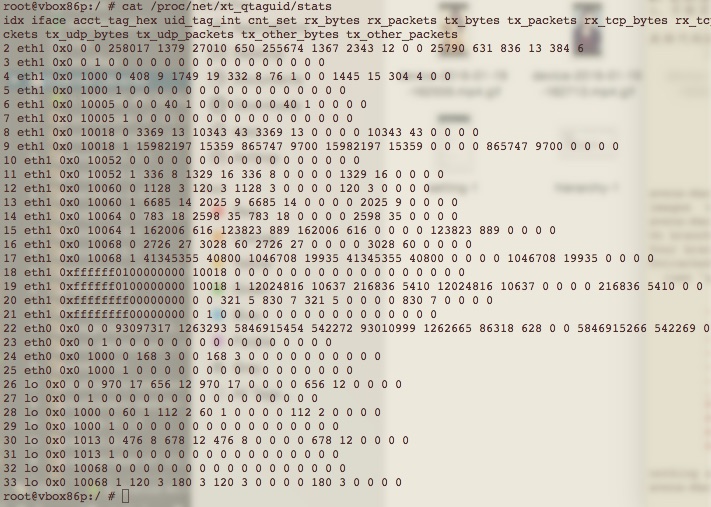 root@vbox86p:/ # cat /proc/net/xt_qtaguid/stats
idx iface acct_tag_hex uid_tag_int cnt_set rx_bytes rx_packets tx_bytes tx_packets rx_tcp_bytes rx_tcp
ckets tx_udp_bytes tx_udp_packets tx_other_bytes tx_other_packets
2 eth1 0x0 0 0 258017 1379 27010 650 255674 1367 2343 12 0 0 25790 631 836 13 384 6
3 eth1 0x0 0 1 0 0 0 0 0 0 0 0 0 0 0 0 0 0 0 0
4 eth1 0x0 1000 0 408 9 1749 19 332 8 76 1 0 0 1445 15 304 4 0 0
5 eth1 0x0 1000 1 0 0 0 0 0 0 0 0 0 0 0 0 0 0 0 0
6 eth1 0x0 10005 0 0 0 40 1 0 0 0 0 0 0 40 1 0 0 0 0
7 eth1 0x0 10005 1 0 0 0 0 0 0 0 0 0 0 0 0 0 0 0 0
8 eth1 0x0 10018 0 3369 13 10343 43 3369 13 0 0 0 0 10343 43 0 0 0 0
9 eth1 0x0 10018 1 15982197 15359 865747 9700 15982197 15359 0 0 0 0 865747 9700 0 0 0 0
10 eth1 0x0 10052 0 0 0 0 0 0 0 0 0 0 0 0 0 0 0 0 0
11 eth1 0x0 10052 1 336 8 1329 16 336 8 0 0 0 0 1329 16 0 0 0 0
12 eth1 0x0 10060 0 1128 3 120 3 1128 3 0 0 0 0 120 3 0 0 0 0
13 eth1 0x0 10060 1 6685 14 2025 9 6685 14 0 0 0 0 2025 9 0 0 0 0
14 eth1 0x0 10064 0 783 18 2598 35 783 18 0 0 0 0 2598 35 0 0 0 0
15 eth1 0x0 10064 1 162006 616 123823 889 162006 616 0 0 0 0 123823 889 0 0 0 0
16 eth1 0x0 10068 0 2726 27 3028 60 2726 27 0 0 0 0 3028 60 0 0 0 0
17 eth1 0x0 10068 1 41345355 40800 1046708 19935 41345355 40800 0 0 0 0 1046708 19935 0 0 0 0
18 eth1 0xffffffff0100000000 10018 0 0 0 0 0 0 0 0 0 0 0 0 0 0 0 0 0
19 eth1 0xffffffff0100000000 10018 1 12024816 10637 216836 5410 12024816 10637 0 0 0 0 216836 5410 0 0 0 0
20 eth1 0xffffffff00000000 0 0 321 5 830 7 321 5 0 0 0 0 830 7 0 0 0 0
21 eth1 0xffffffff00000000 0 1 0 0 0 0 0 0 0 0 0 0 0 0 0 0 0 0
22 eth0 0x0 0 0 93097317 1263293 5846915454 542272 93010999 1262665 86318 628 0 0 5846915266 542269 0
23 eth0 0x0 0 1 0 0 0 0 0 0 0 0 0 0 0 0 0 0 0 0
24 eth0 0x0 1000 0 168 3 0 0 168 3 0 0 0 0 0 0 0 0 0 0
25 eth0 0x0 1000 1 0 0 0 0 0 0 0 0 0 0 0 0 0 0 0 0
26 lo 0x0 0 0 970 17 656 12 970 17 0 0 0 0 656 12 0 0 0 0
27 lo 0x0 0 1 0 0 0 0 0 0 0 0 0 0 0 0 0 0 0 0
28 lo 0x0 1000 0 60 1 112 2 60 1 0 0 0 0 112 2 0 0 0 0
29 lo 0x0 1000 1 0 0 0 0 0 0 0 0 0 0 0 0 0 0 0 0
30 lo 0x0 1013 0 476 8 678 12 476 8 0 0 0 0 678 12 0 0 0 0
31 lo 0x0 1013 1 0 0 0 0 0 0 0 0 0 0 0 0 0 0 0 0
32 lo 0x0 10068 0 0 0 0 0 0 0 0 0 0 0 0 0 0 0 0 0
33 lo 0x0 10068 1 120 3 180 3 120 3 0 0 0 0 180 3 0 0 0 0
root@vbox86p:/ #